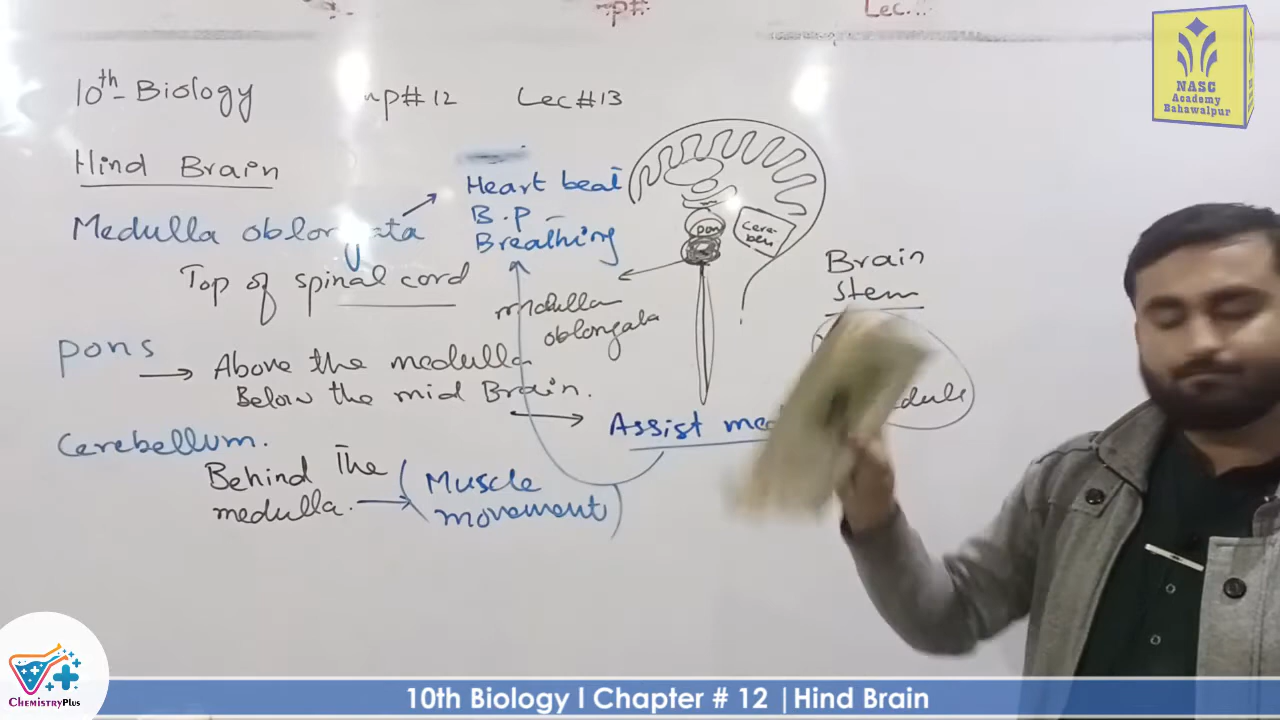 Lec...
NASC
Academy
Bahawalpur
10th Biology
Lec#13
Hind Brain
Heart beat
B.P
Breathing
Medulla oblongata
Top of spinal cord
pon
Cere-
bell
Brain
stem
medulla
oblongata
Pons
Above the medulla
Below the mid Brain.
Assist
Cerebellum.
Behind The
medulla.
Muscle
movement
ChemistryPlus
10th Biology I Chapter # 12 | Hind Brain